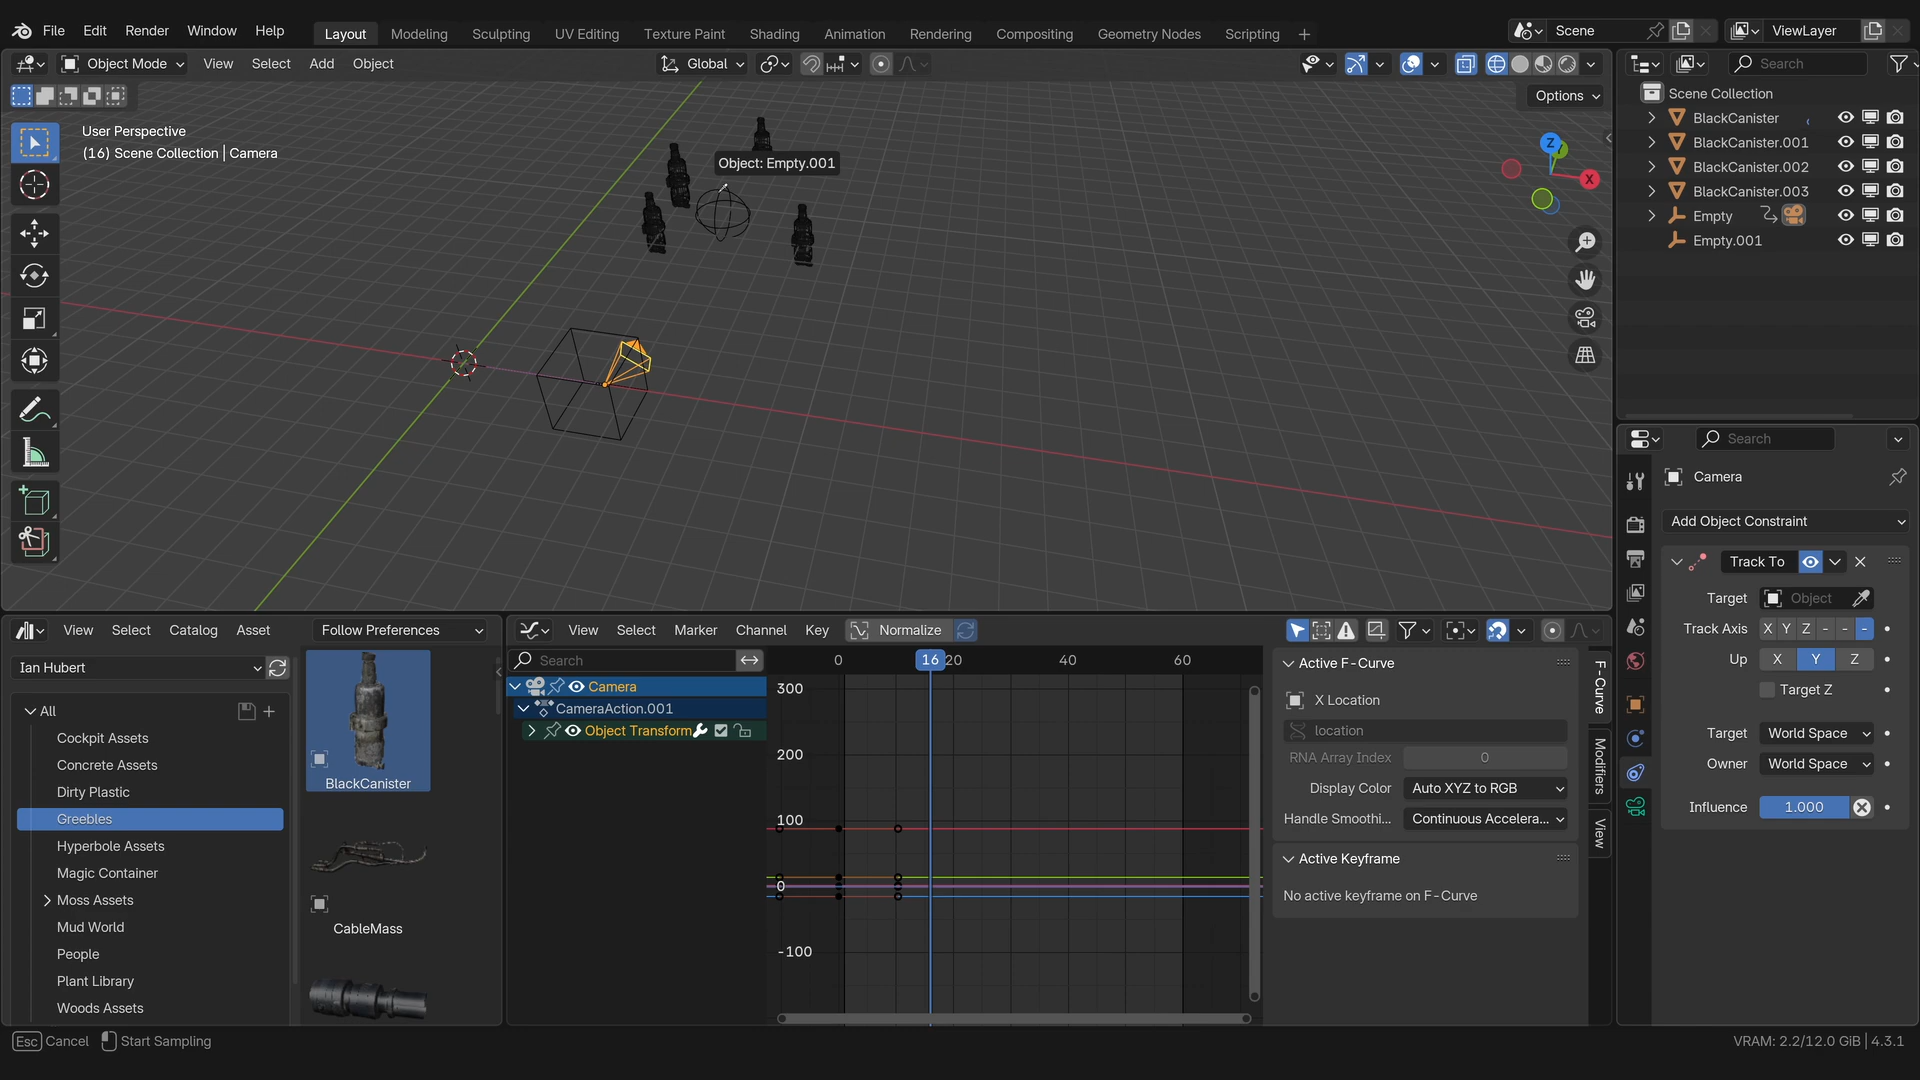 File Edit Render Window Help
Layout Modeling Sculpting UV Editing Texture Paint Shading Animation Rendering Compositing Geometry Nodes Scripting +
Scene ViewLayer
Object Mode View Select Add Object
Global
Options
User Perspective
(16) Scene Collection | Camera
Object: Empty.001
Z
X
Search
Scene Collection
BlackCanister
BlackCanister.001
BlackCanister.002
BlackCanister.003
Empty
Empty.001
Search
Camera
Add Object Constraint
Track To
Target Object
Track Axis X Y Z - - -
Up X Y Z
Target Z
Target World Space
Owner World Space
Influence 1.000
View Select Catalog Asset Follow Preferences
Ian Hubert
All
Cockpit Assets
Concrete Assets
Dirty Plastic
Greebles
Hyperbole Assets
Magic Container
Moss Assets
Mud World
People
Plant Library
Woods Assets
BlackCanister
CableMass
View Select Marker Channel Key Normalize
Search
Camera
CameraAction.001
Object Transform
0 16 20 40 60
300
200
100
0
-100
Active F-Curve
X Location
location
RNA Array Index 0
Display Color Auto XYZ to RGB
Handle Smoothi... Continuous Accelera...
Active Keyframe
No active keyframe on F-Curve
F-Curve
Modifiers
View
Esc Cancel Start Sampling
VRAM: 2.2/12.0 GiB | 4.3.1